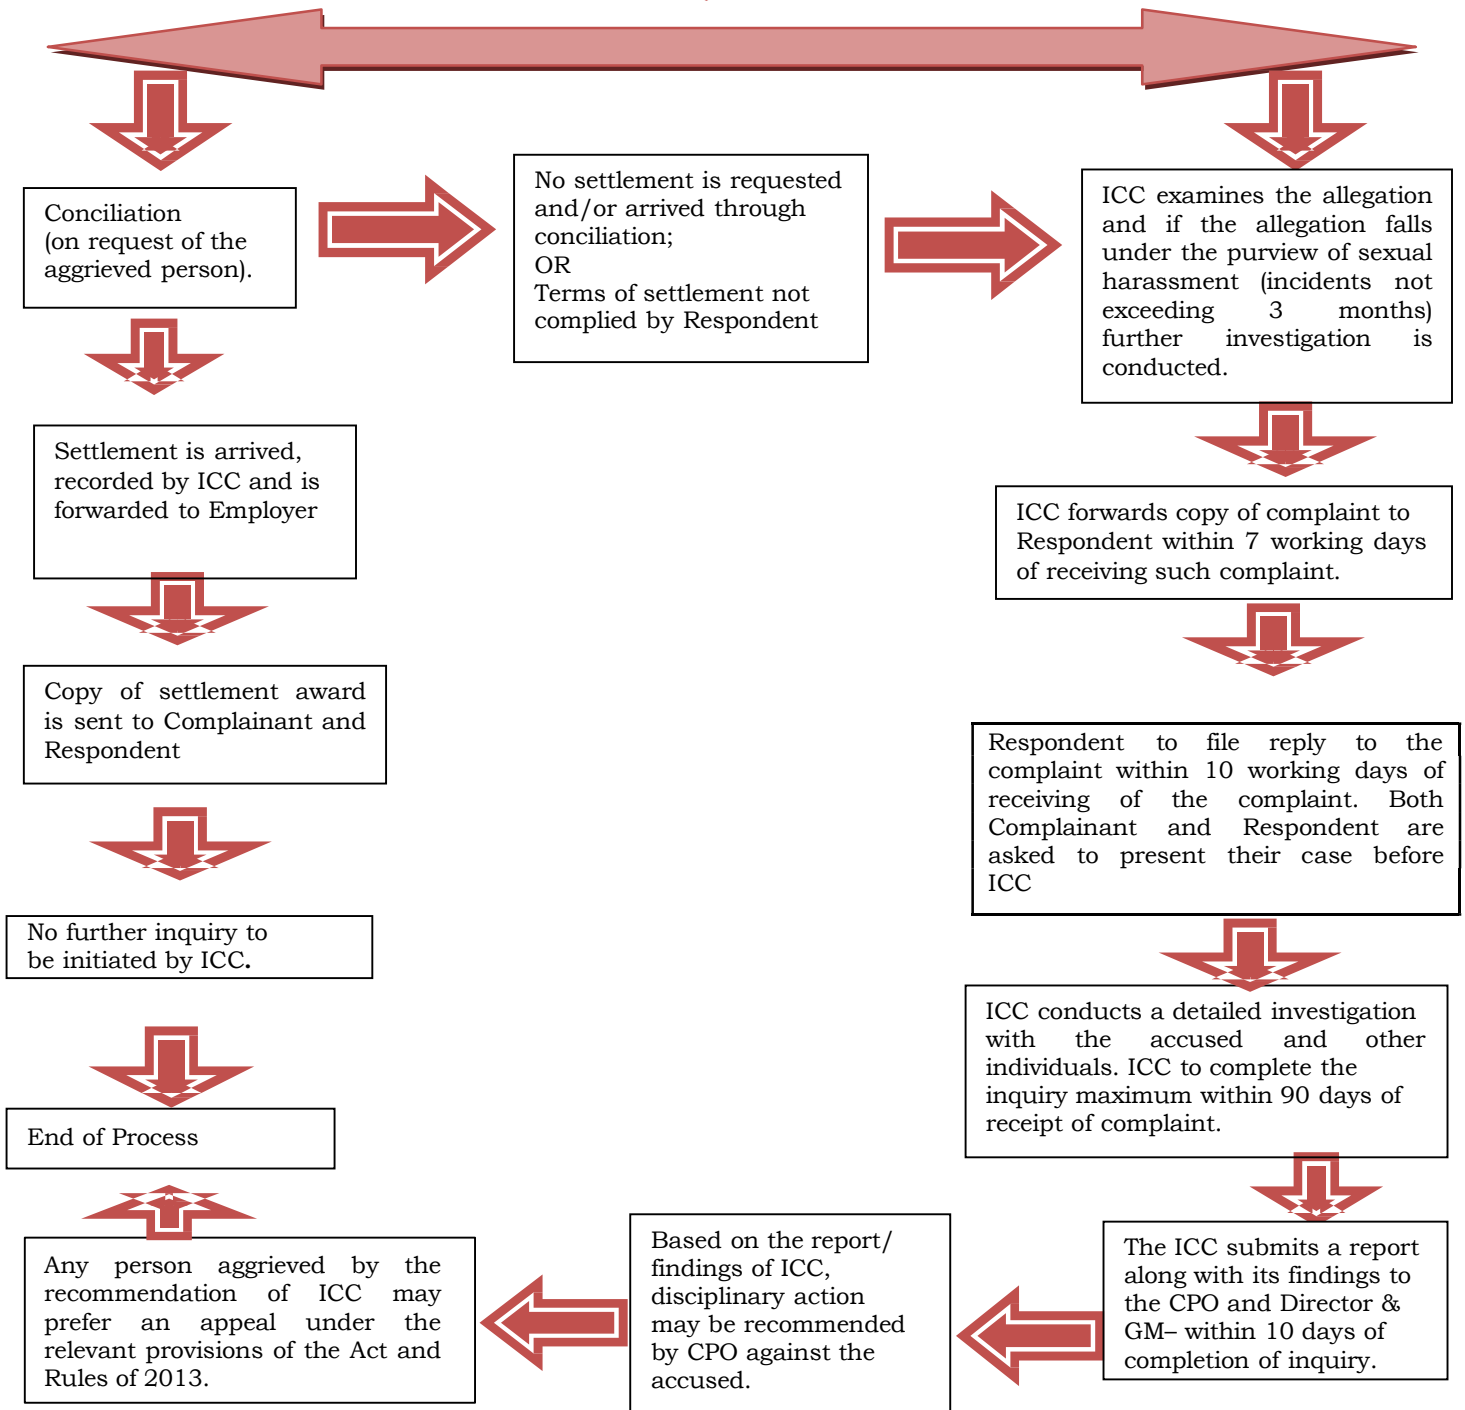 Conciliation
(on request of the
aggrieved person).
No settlement is requested
and/or arrived through
conciliation;
OR
Terms of settlement not
complied by Respondent
ICC examines the allegation
and if the allegation falls
under the purview of sexual
harassment (incidents not
exceeding 3 months)
further investigation is
conducted.
Settlement is arrived,
recorded by ICC and is
forwarded to Employer
ICC forwards copy of complaint to
Respondent within 7 working days
of receiving such complaint.
Copy of settlement award
is sent to Complainant and
Respondent
Respondent to file reply to the
complaint within 10 working days of
receiving of the complaint. Both
Complainant and Respondent are
asked to present their case before
ICC
No further inquiry to
be initiated by ICC.
ICC conducts a detailed investigation
with the accused and other
individuals. ICC to complete the
inquiry maximum within 90 days of
receipt of complaint.
End of Process
Any person aggrieved by the
recommendation of ICC may
prefer an appeal under the
relevant provisions of the Act and
Rules of 2013.
Based on the report/
findings of ICC,
disciplinary action
may be recommended
by CPO against the
accused.
The ICC submits a report
along with its findings to
the CPO and Director &
GM– within 10 days of
completion of inquiry.